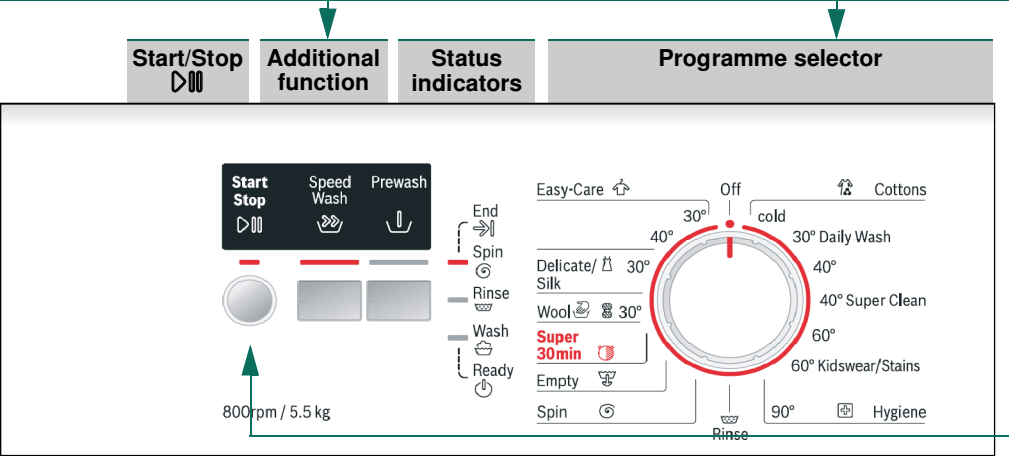 Start/Stop
Additional
function
Status
indicators
Programme selector
Start
Stop
Speed
Wash
Prewash
End
Spin
Rinse
Wash
Ready
800rpm / 5.5 kg
Easy-Care
30°
40°
Delicate/ 30°
Silk
Wool 30°
Super
30min
Empty
Spin
Off
Rinse
Cottons
cold
30° Daily Wash
40°
40° Super Clean
60°
60° Kidswear/Stains
90° Hygiene